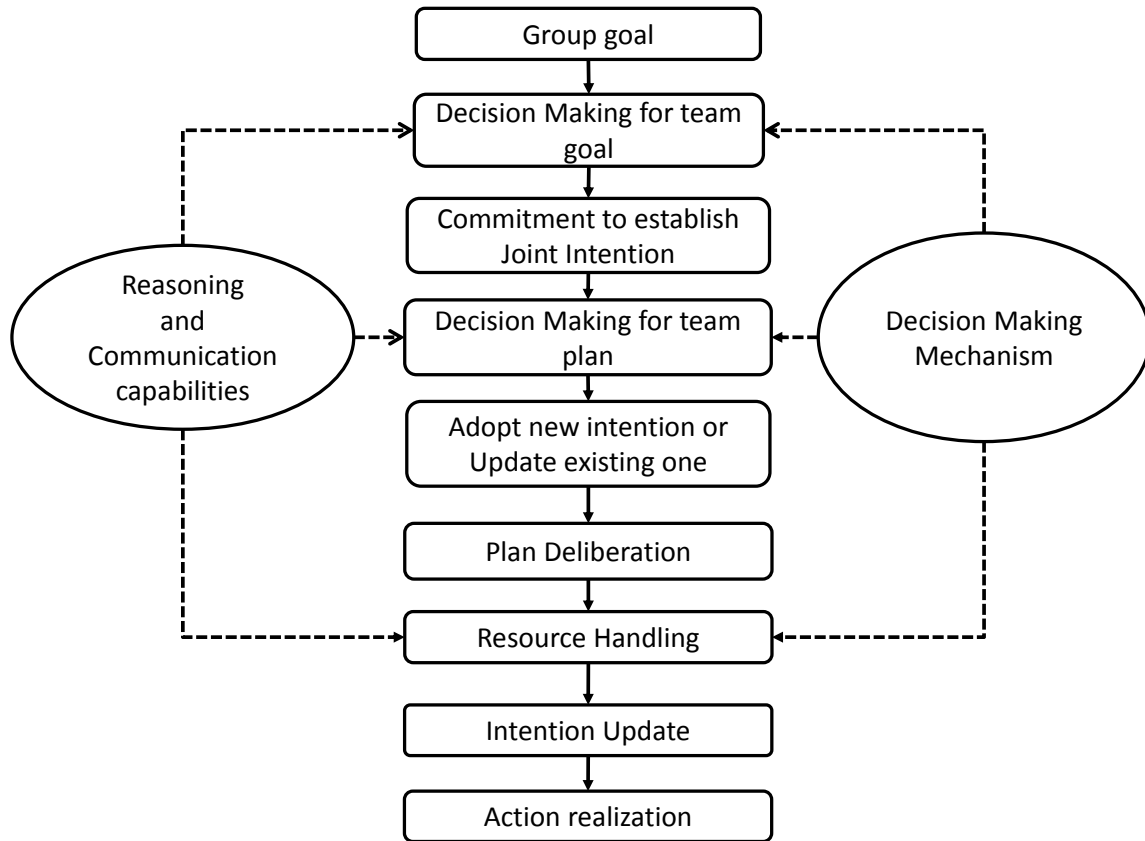 Group goal
Decision Making for team
goal
Commitment to establish
Joint Intention
Reasoning
and
Communication
capabilities
Decision Making for team
plan
Decision Making
Mechanism
Adopt new intention or
Update existing one
Plan Deliberation
Resource Handling
Intention Update
Action realization